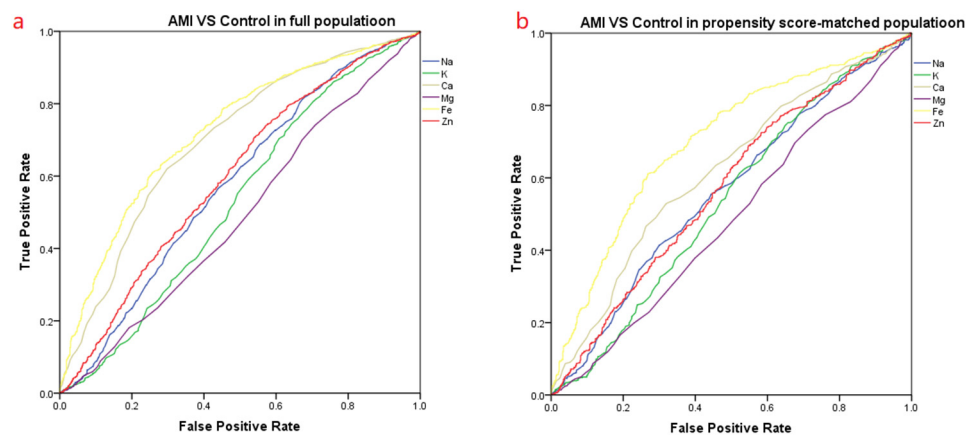 a
AMI VS Control in full populatioon
True Positive Rate
1.0
0.8
0.6
0.4
0.2
0.0
0.0 0.2 0.4 0.6 0.8 1.0
False Positive Rate
Na
K
Ca
Mg
Fe
Zn
b
AMI VS Control in propensity score-matched populatioon
True Positive Rate
1.0
0.8
0.6
0.4
0.2
0.0
0.0 0.2 0.4 0.6 0.8 1.0
False Positive Rate
Na
K
Ca
Mg
Fe
Zn